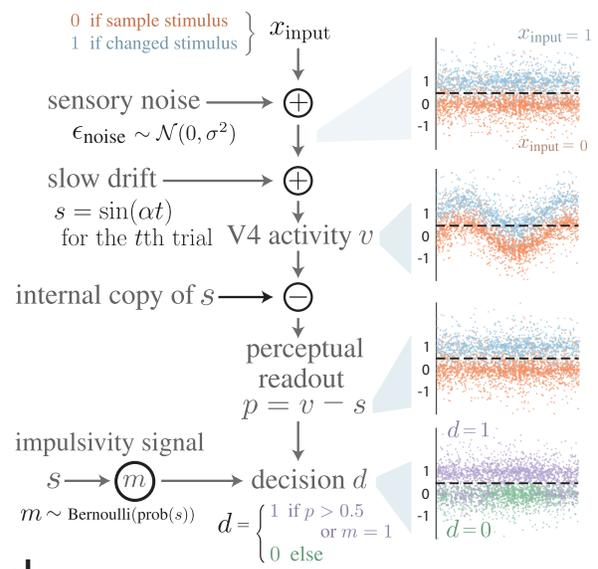 0 if sample stimulus
1 if changed stimulus
x_input
x_input = 1
sensory noise
+
ϵ_noise ∼ N(0, σ²)
1
0
-1
x_input = 0
slow drift
+
s = sin(αt)
for the tth trial
V4 activity v
1
0
-1
internal copy of s
−
perceptual
readout
p = v − s
1
0
-1
impulsivity signal
s
m
decision d
m ∼ Bernoulli(prob(s))
d = { 1 if p > 0.5
or m = 1
0 else
d = 1
1
0
-1
d = 0